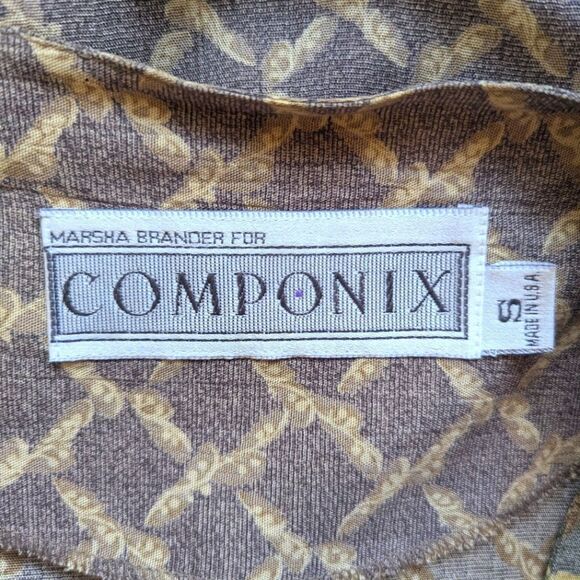 MARSHA BRANDER FOR
COMPONIX
S
MADE IN U.S.A.